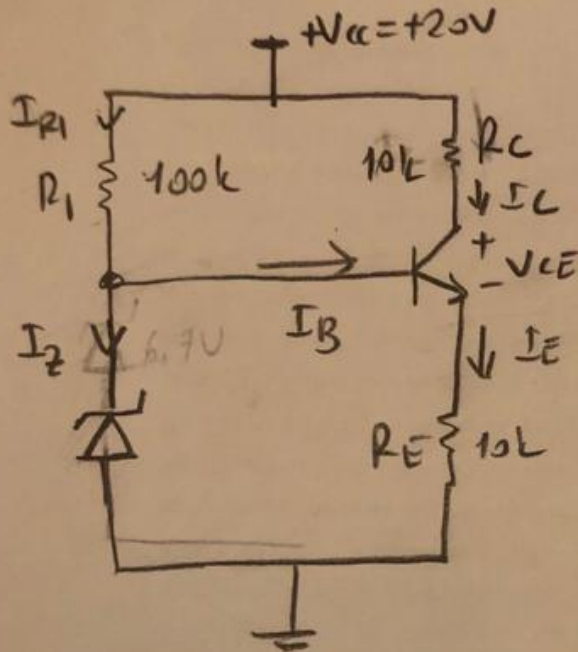 +Vcc=+20V
IR1
R1
100k
10k
RC
IC
+
VCE
-
IB
IZ
6.7V
IE
RE
10k